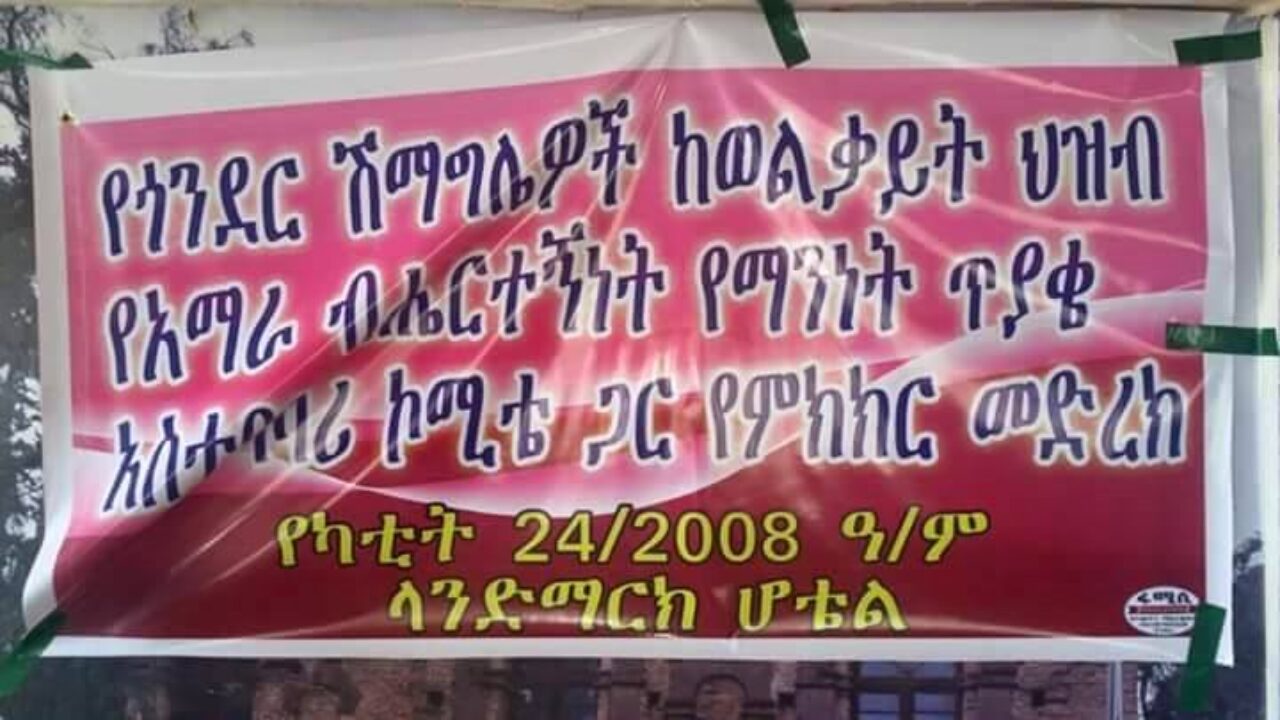 የጎንደር ሽማግሌዎች ከወልቃይት ህዝብ
የአማራ ብሔርተኝነት የማንነት ጥያቄ
አስተባባሪ ኮሚቴ ጋር የምክክር መድረክ
የካቲት 24/2008 ዓ/ም
ላንድማርክ ሆቴል